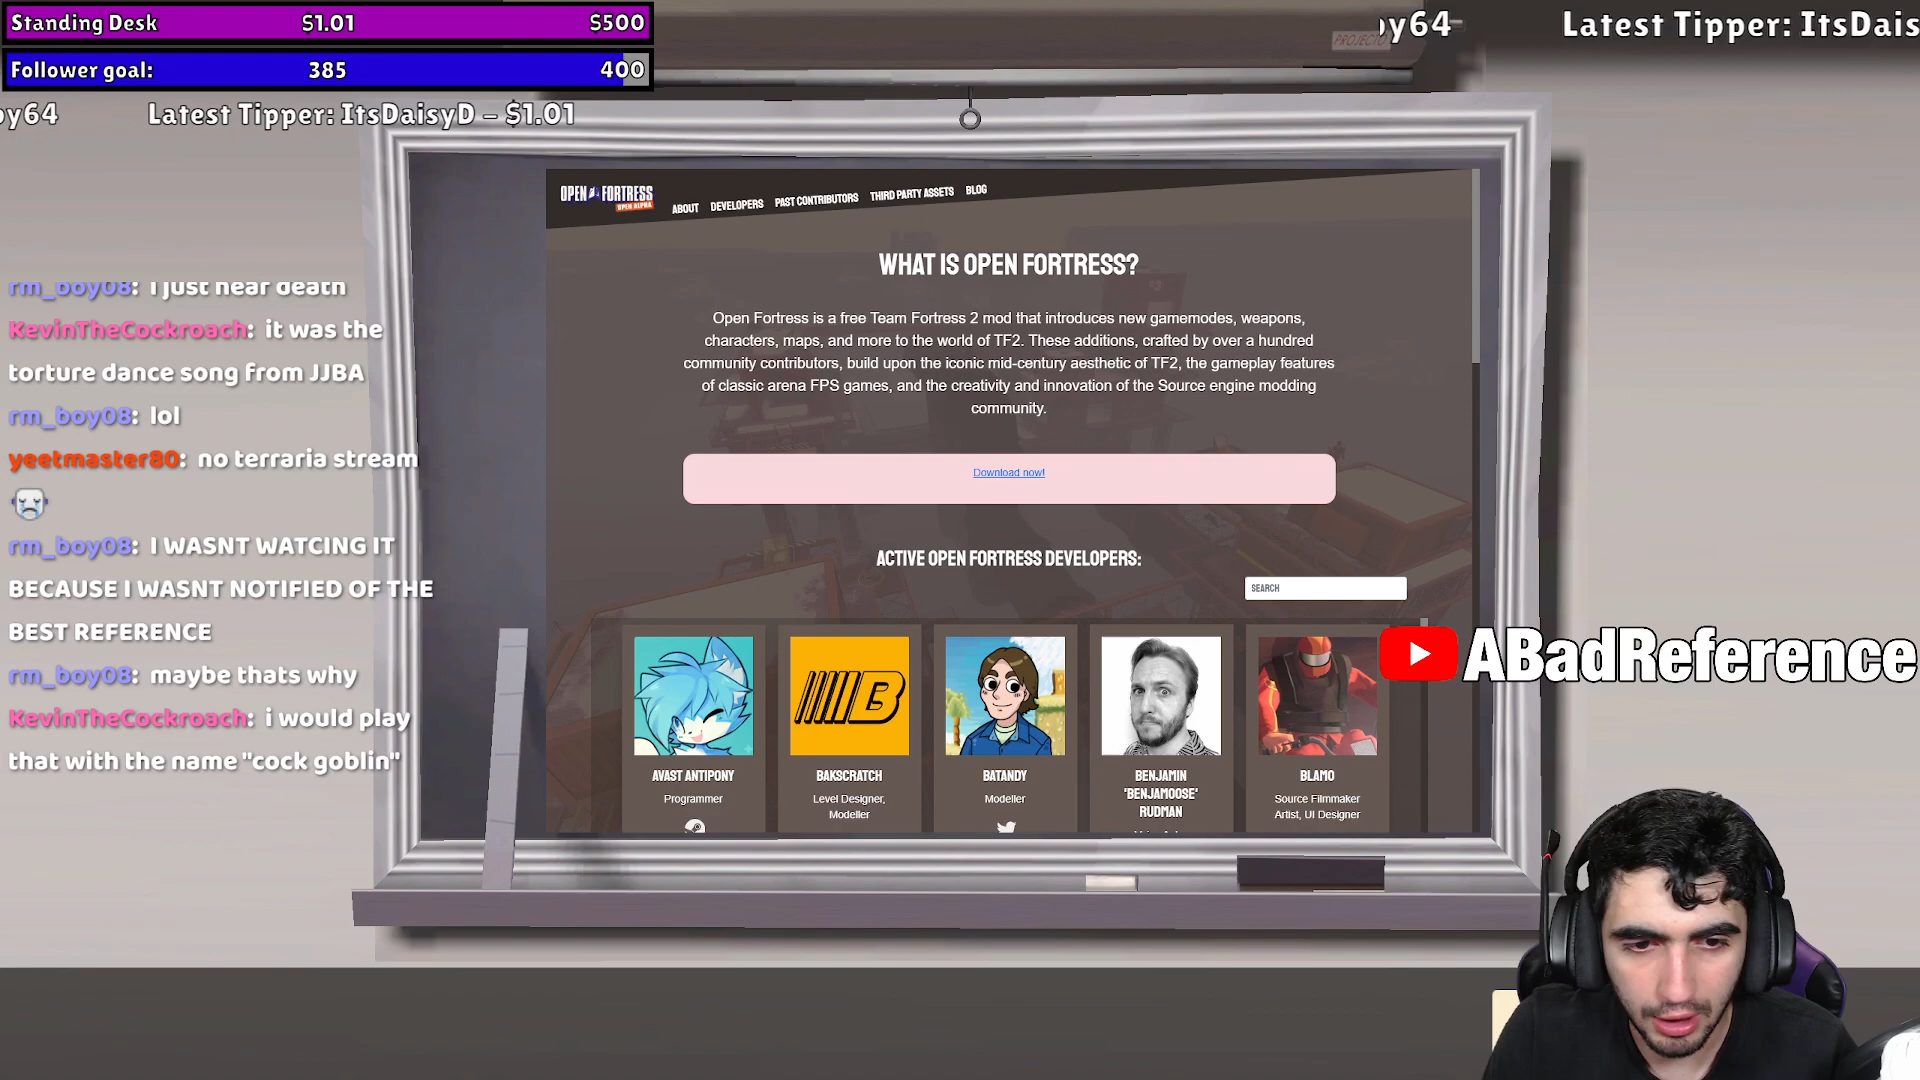 Standing Desk $1.01 $500
Follower goal: 385 400
y64 Latest Tipper: ItsDais
y64 Latest Tipper: ItsDaisyD – $1.01
PROJECTO
OPEN FORTRESS
OPEN ALPHA
ABOUT DEVELOPERS PAST CONTRIBUTORS THIRD PARTY ASSETS BLOG
WHAT IS OPEN FORTRESS?
Open Fortress is a free Team Fortress 2 mod that introduces new gamemodes, weapons,
characters, maps, and more to the world of TF2. These additions, crafted by over a hundred
community contributors, build upon the iconic mid-century aesthetic of TF2, the gameplay features
of classic arena FPS games, and the creativity and innovation of the Source engine modding
community.
Download now!
ACTIVE OPEN FORTRESS DEVELOPERS:
SEARCH
B
AVAST ANTIPONY
Programmer
BAKSCRATCH
Level Designer,
Modeller
BATANDY
Modeller
BENJAMIN
'BENJAMOOSE'
RUDMAN
BLAMO
Source Filmmaker
Artist, UI Designer
rm_boy08: I just hear death
KevinTheCockroach: it was the
torture dance song from JJBA
rm_boy08: lol
yeetmaster80: no terraria stream
rm_boy08: I WASNT WATCING IT
BECAUSE I WASNT NOTIFIED OF THE
BEST REFERENCE
rm_boy08: maybe thats why
KevinTheCockroach: i would play
that with the name "cock goblin"
ABadReference